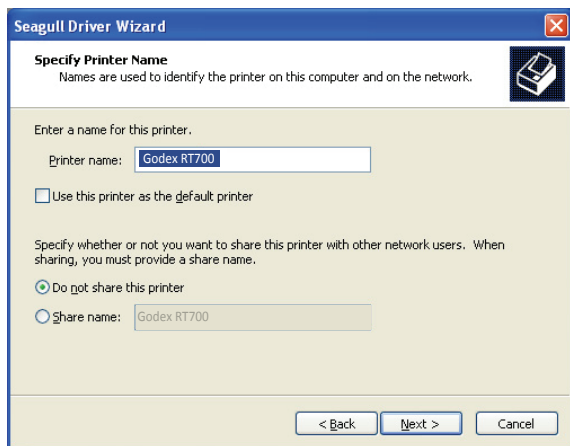 Seagull Driver Wizard
Specify Printer Name
Names are used to identify the printer on this computer and on the network.
Enter a name for this printer.
Printer name: Godex RT700
Use this printer as the default printer
Specify whether or not you want to share this printer with other network users. When
sharing, you must provide a share name.
Do not share this printer
Share name: Godex RT700
< Back Next > Cancel